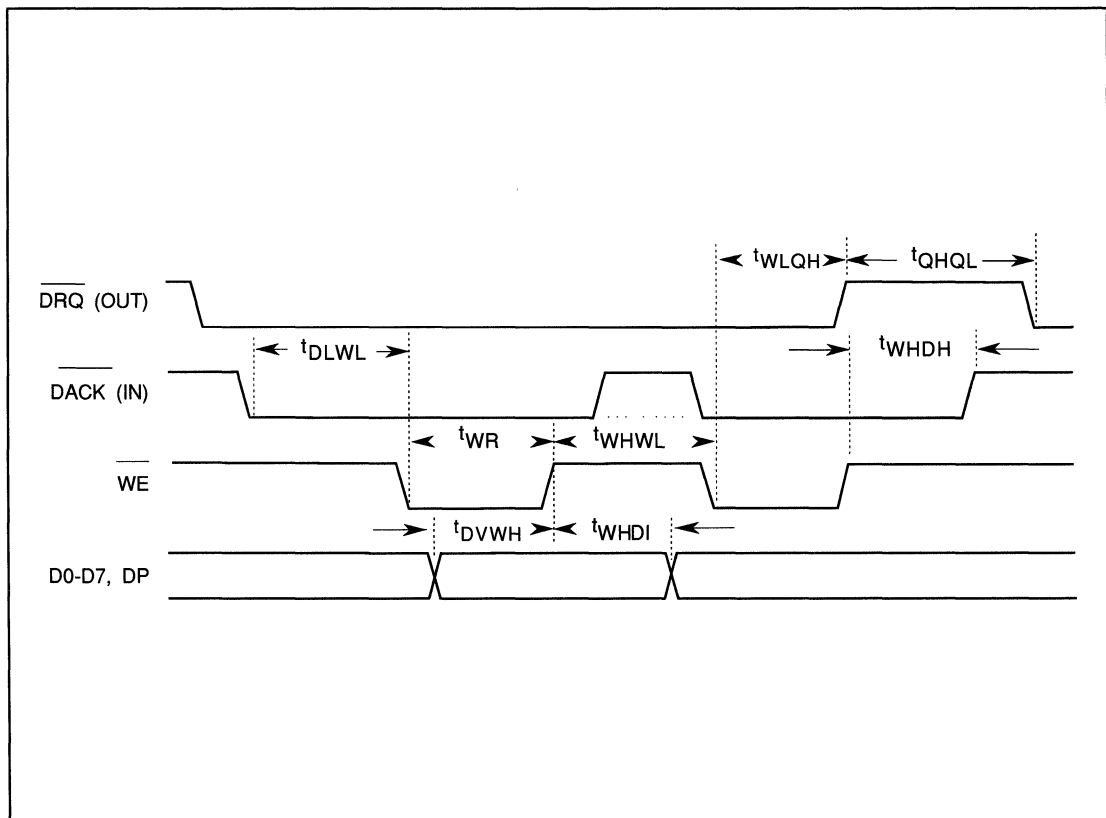 tWLQH tQHQL
DRQ (OUT)
tDLWL tWHDH
DACK (IN)
tWR tWHWL
WE
tDVWH tWHDI
D0-D7, DP